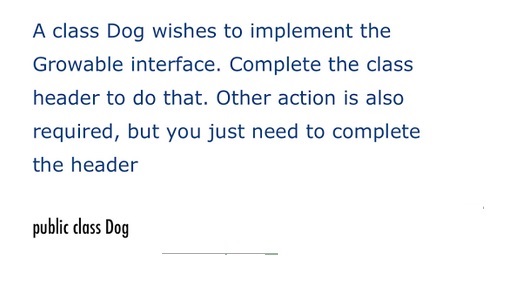 A class Dog wishes to implement the
Growable interface. Complete the class
header to do that. Other action is also
required, but you just need to complete
the header
public class Dog